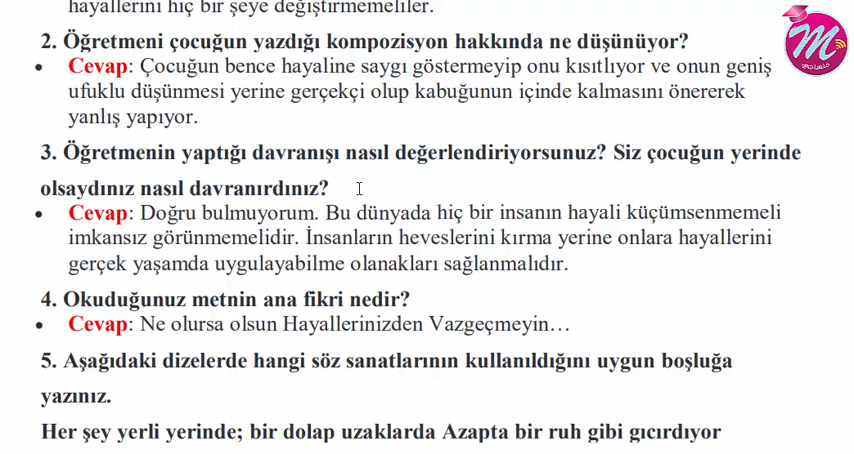 hayallerini hiç bir şeye değiştirmemeliler.
2. Öğretmeni çocuğun yazdığı kompozisyon hakkında ne düşünüyor?
• Cevap: Çocuğun bence hayaline saygı göstermeyip onu kısıtlıyor ve onun geniş
ufuklu düşünmesi yerine gerçekçi olup kabuğunun içinde kalmasını önererek
yanlış yapıyor.
3. Öğretmenin yaptığı davranışı nasıl değerlendiriyorsunuz? Siz çocuğun yerinde
olsaydınız nasıl davranırdınız?
• Cevap: Doğru bulmuyorum. Bu dünyada hiç bir insanın hayali küçümsenmemeli
imkansız görünmemelidir. İnsanların heveslerini kırma yerine onlara hayallerini
gerçek yaşamda uygulayabilme olanakları sağlanmalıdır.
4. Okuduğunuz metnin ana fikri nedir?
• Cevap: Ne olursa olsun Hayallerinizden Vazgeçmeyin…
5. Aşağıdaki dizelerde hangi söz sanatlarının kullanıldığını uygun boşluğa
yazınız.
Her şey yerli yerinde; bir dolap uzaklarda Azapta bir ruh gibi gıcırdıyor